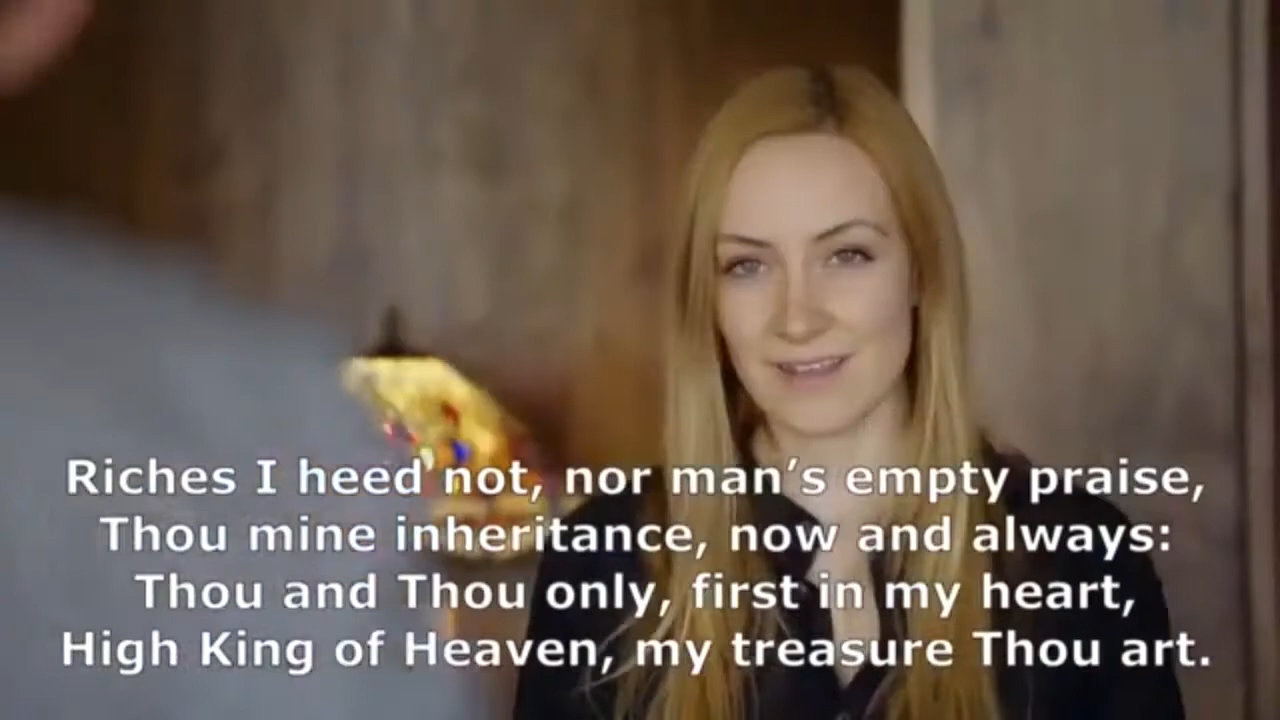 Riches I heed not, nor man’s empty praise,
Thou mine inheritance, now and always:
Thou and Thou only, first in my heart,
High King of Heaven, my treasure Thou art.